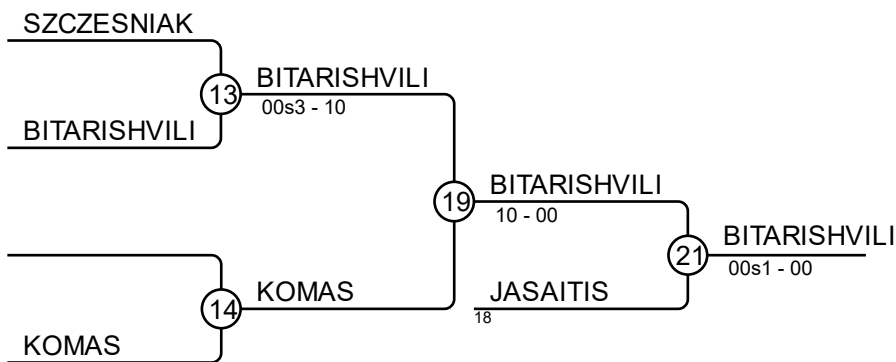 SZCZESNIAK
13
BITARISHVILI
00s3 - 10
BITARISHVILI
19
BITARISHVILI
10 - 00
21
BITARISHVILI
00s1 - 00
14
KOMAS
JASAITIS
18
KOMAS